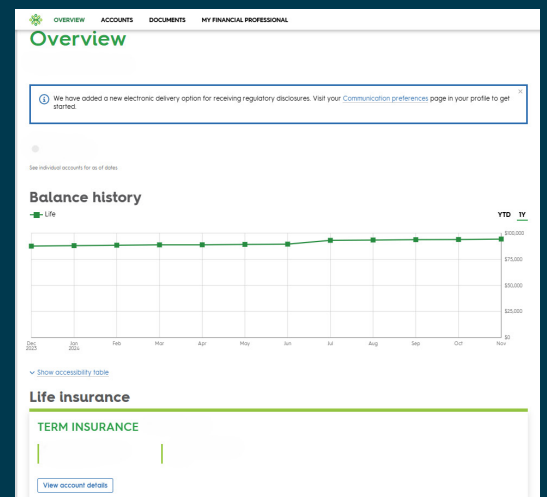 OVERVIEW ACCOUNTS DOCUMENTS MY FINANCIAL PROFESSIONAL
Overview
We have added a new electronic delivery option for receiving regulatory disclosures. Visit your Communication preferences page in your profile to get
started.
See individual accounts for as of dates.
Balance history
Life
YTD 1Y
$100,000
$75,000
$50,000
$25,000
$0
Dec Jan Feb Mar Apr May Jun Jul Aug Sep Oct Nov
2023 2024
Show accessibility table
Life insurance
TERM INSURANCE
View account details